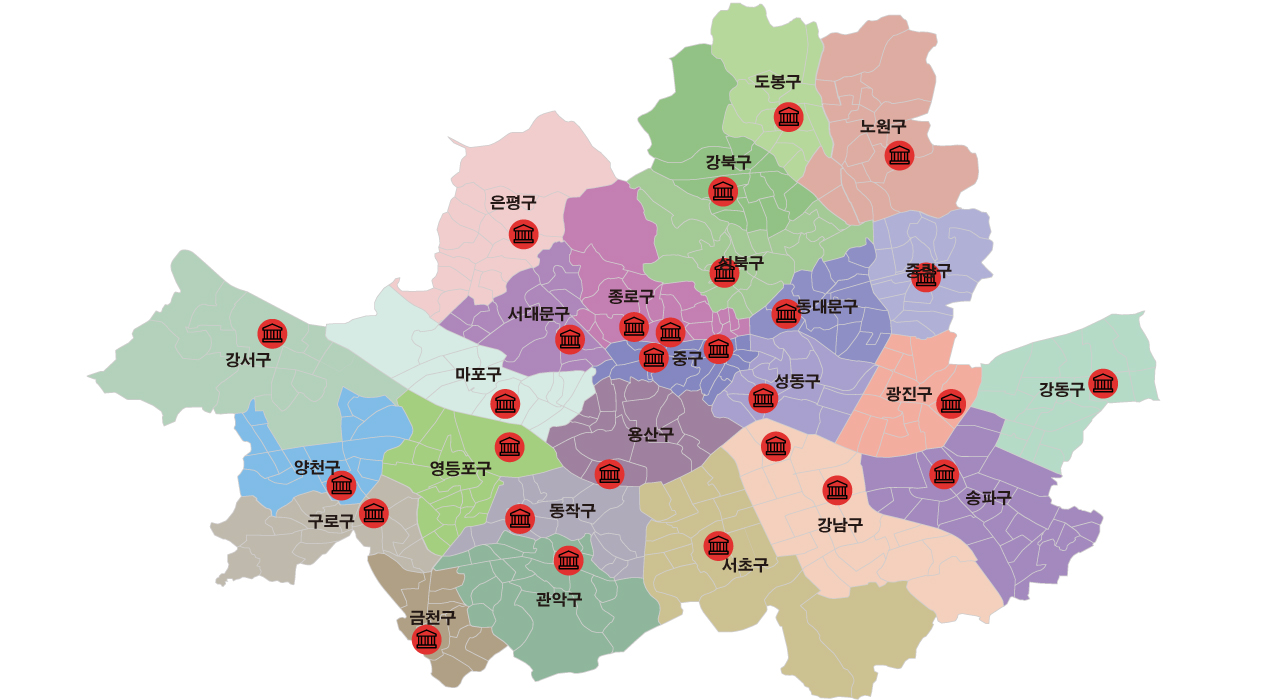 도봉구
노원구
강북구
은평구
성북구
중랑구
종로구
동대문구
서대문구
강서구
중구
마포구
성동구
강동구
광진구
용산구
양천구
영등포구
송파구
동작구
구로구
강남구
서초구
관악구
금천구